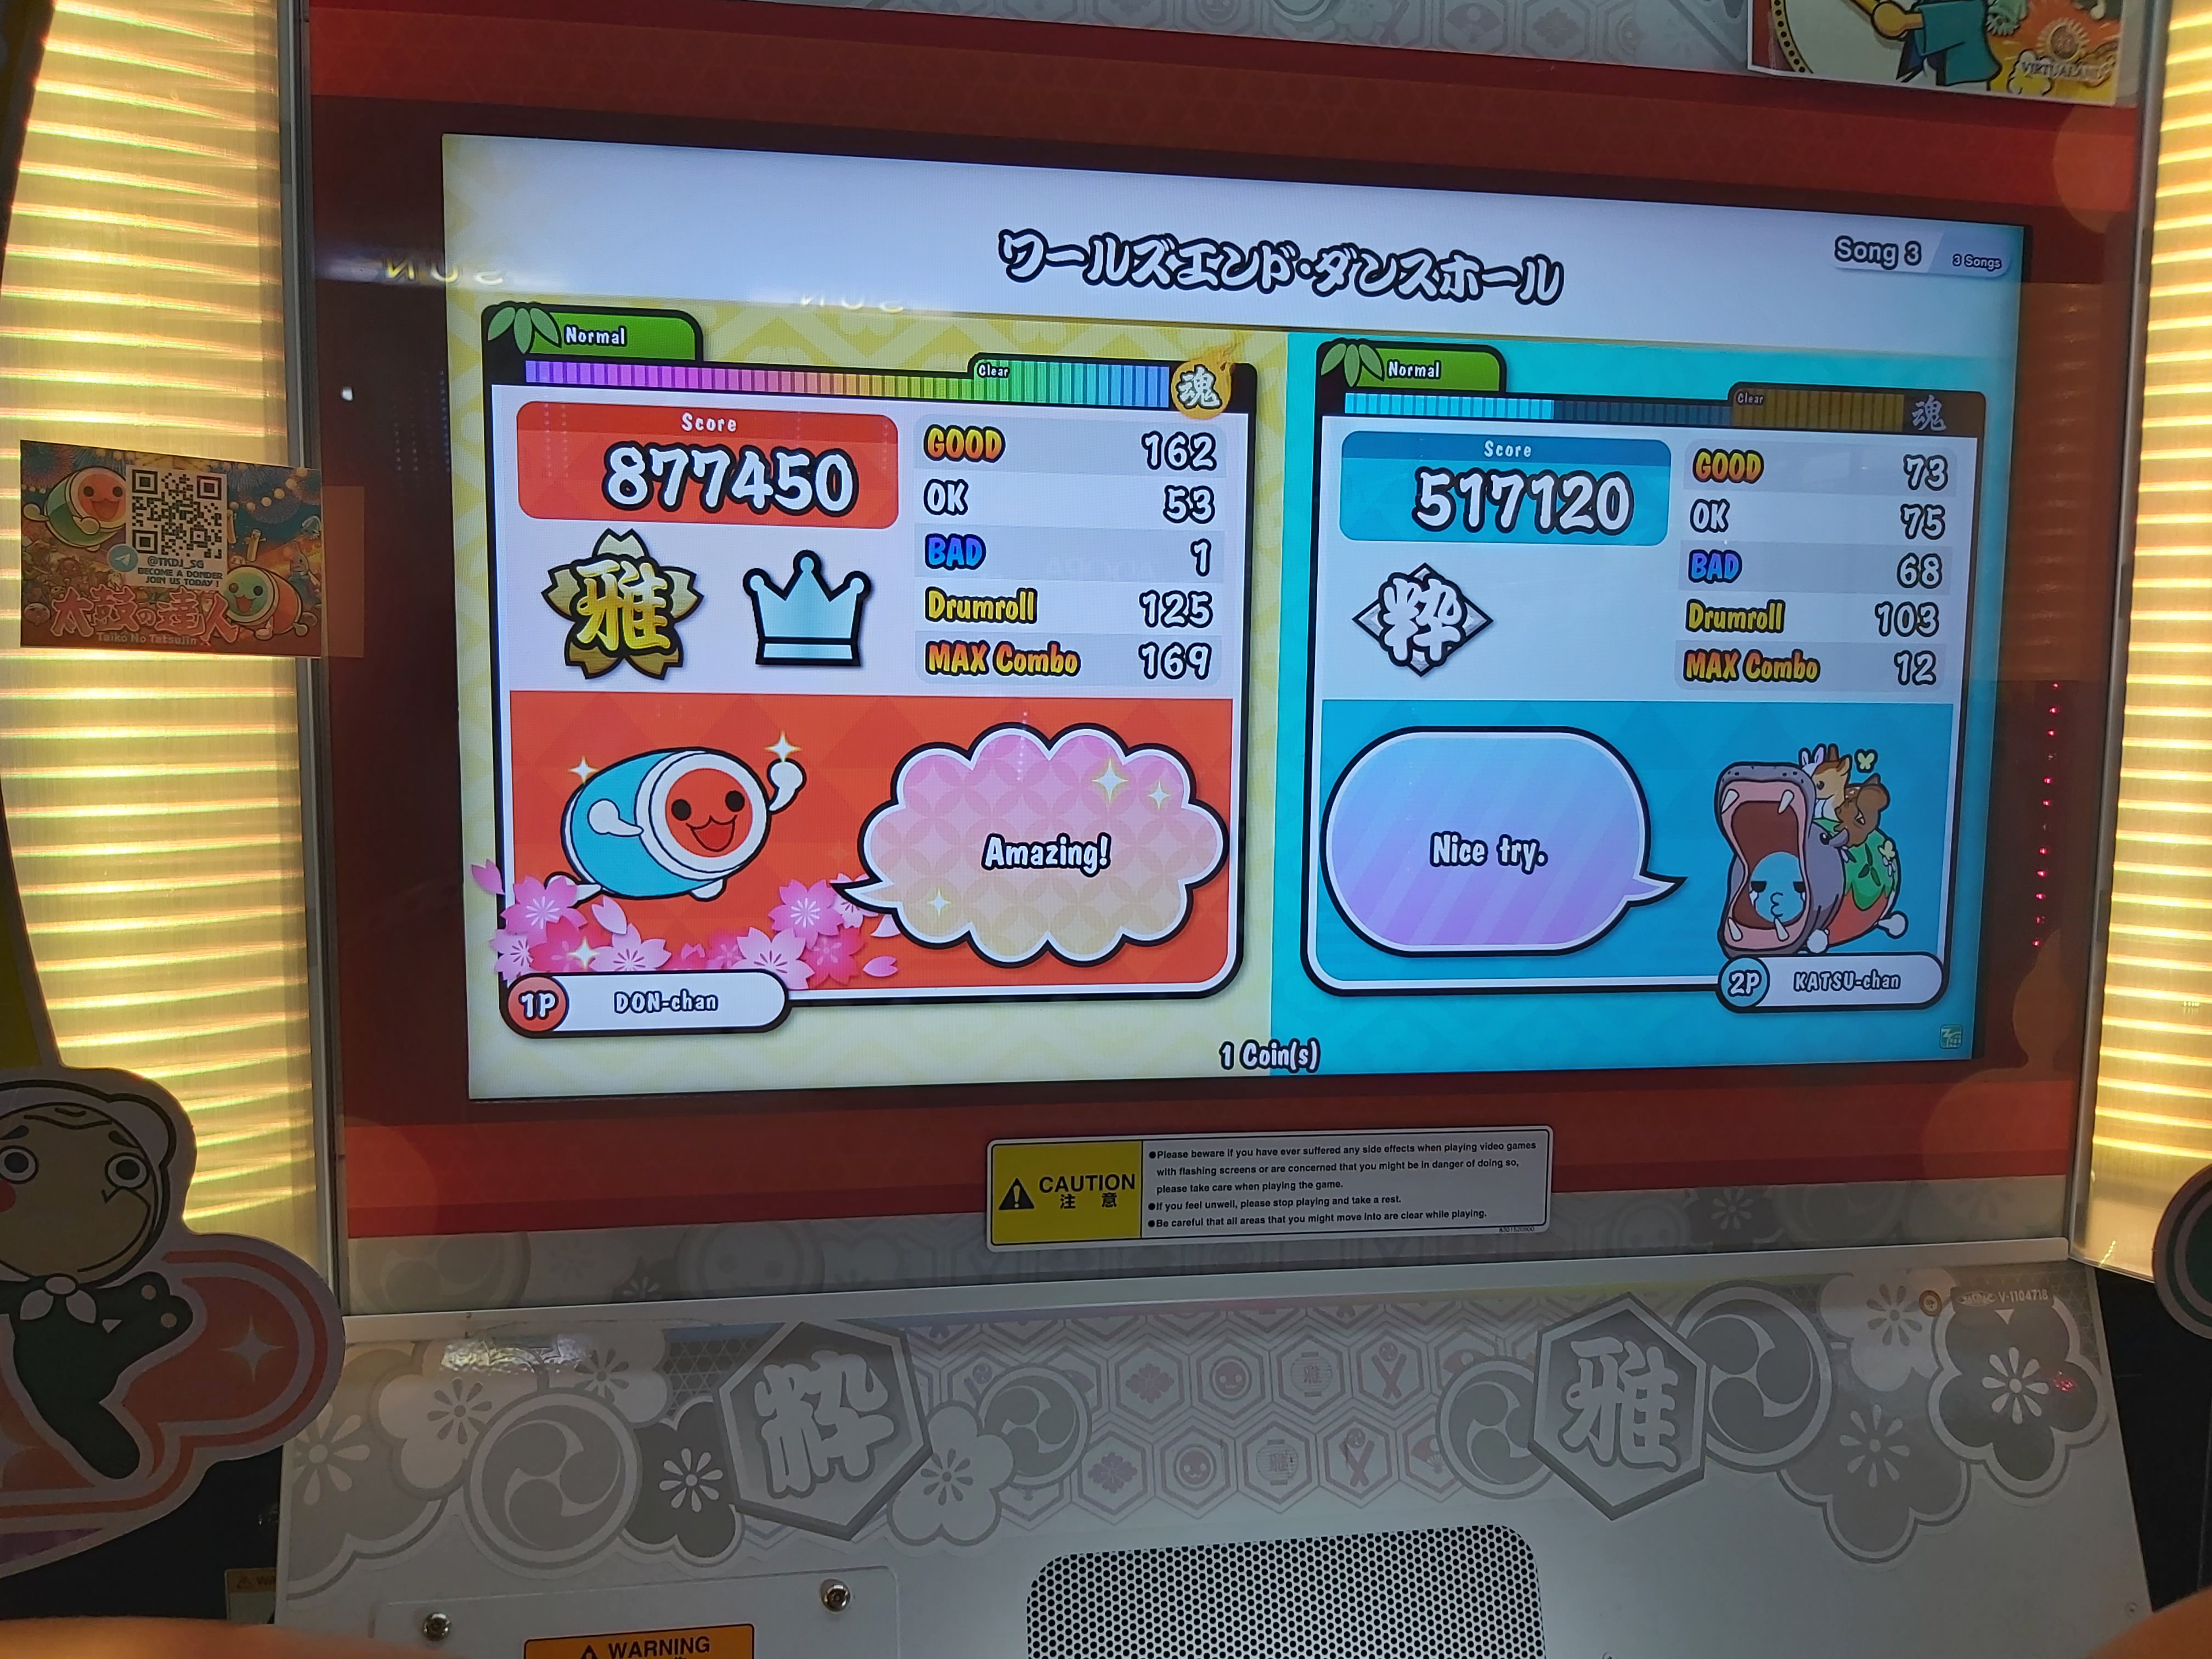 VIRTUALAND
ワールズエンド・ダンスホール
Song 3
3 Songs
Normal
Clear
魂
Score
877450
GOOD 162
OK 53
BAD 1
Drumroll 125
MAX Combo 169
雅
Amazing!
1P DON-chan
Normal
Clear
魂
Score
517120
GOOD 73
OK 75
BAD 68
Drumroll 103
MAX Combo 12
粋
Nice try.
2P KATSU-chan
1 Coin(s)
@TKDJ_SG
BECOME A DONDER
JOIN US TODAY !
太鼓の達人
Taiko No Tatsujin
CAUTION
注 意
●Please beware if you have ever suffered any side effects when playing video games
with flashing screens or are concerned that you might be in danger of doing so,
please take care when playing the game.
●If you feel unwell, please stop playing and take a rest.
●Be careful that all areas that you might move into are clear while playing.
粋
雅
WARNING